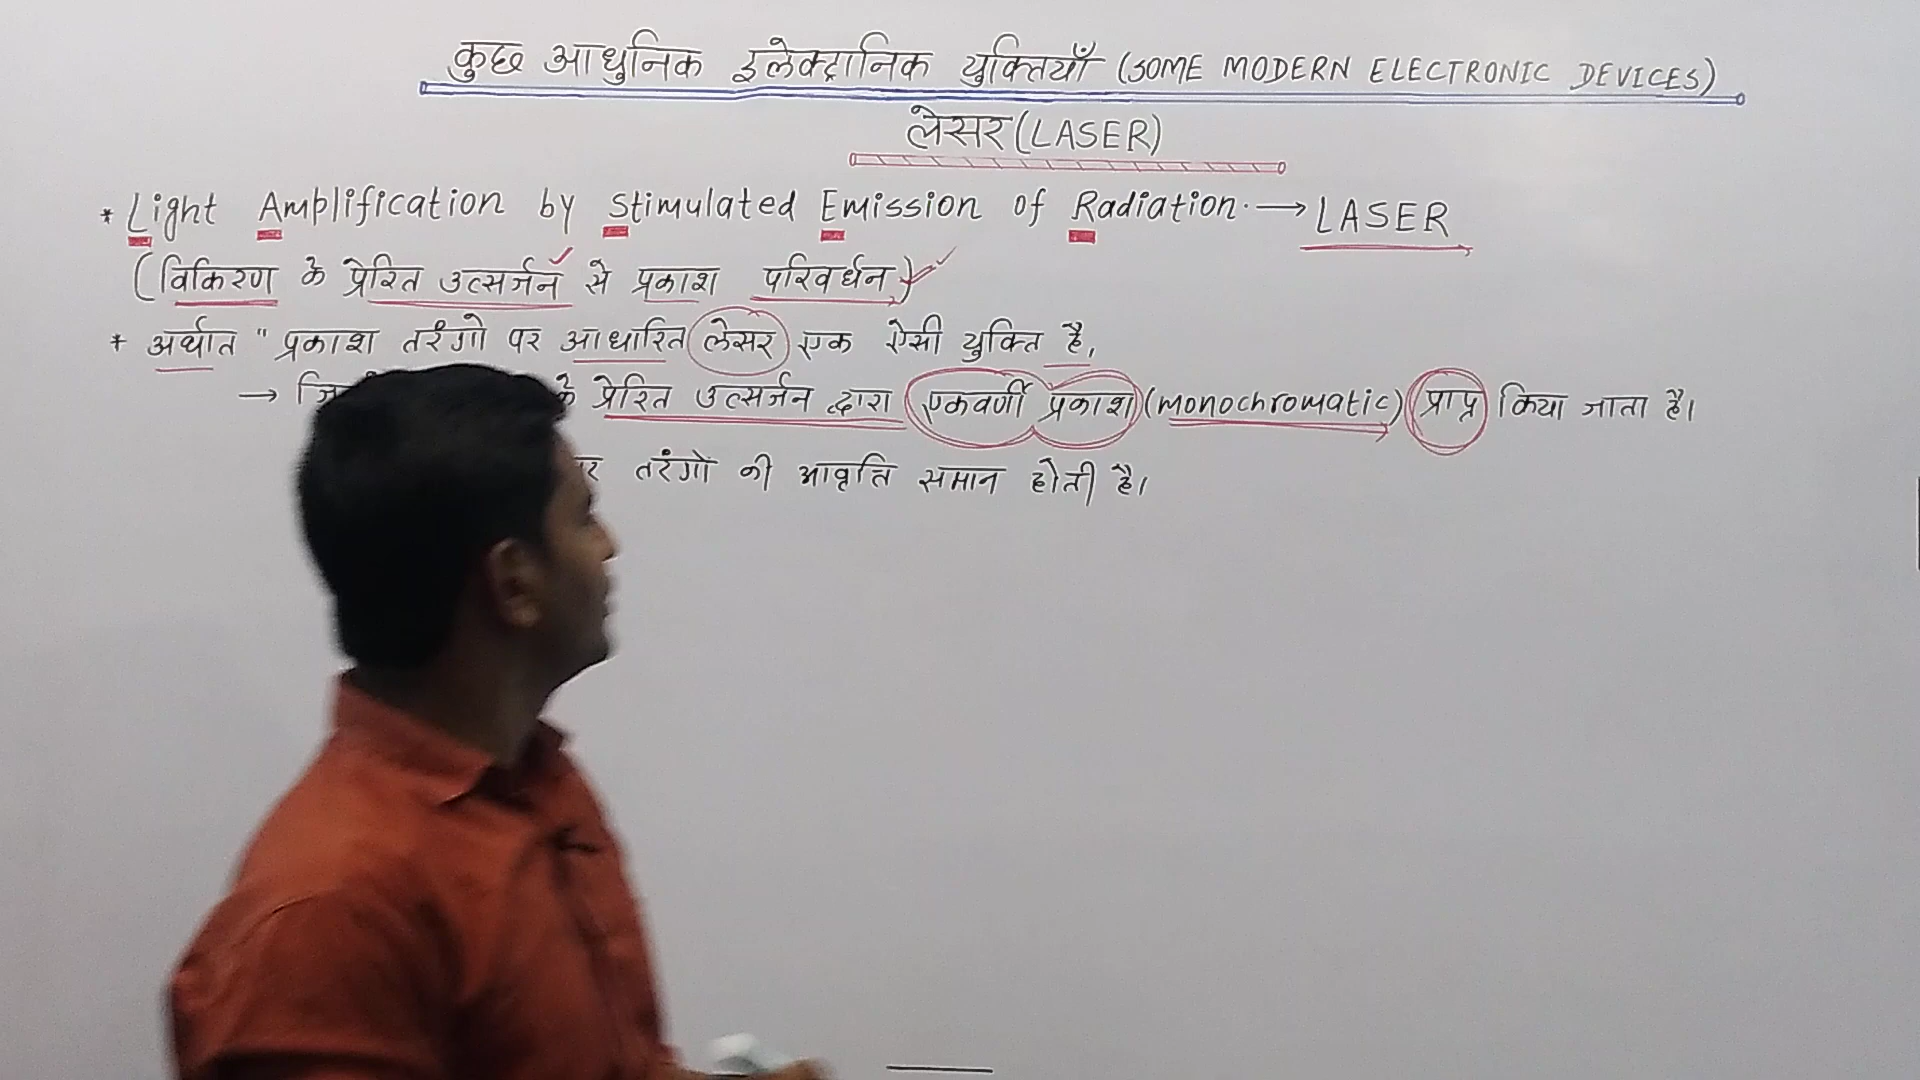 कुछ आधुनिक इलेक्ट्रानिक युक्तियाँ (SOME MODERN ELECTRONIC DEVICES)
लेसर (LASER)
* Light Amplification by Stimulated Emission of Radiation. → LASER
(विकिरण के प्रेरित उत्सर्जन से प्रकाश परिवर्धन)
* अर्थात " प्रकाश तरंगो पर आधारित लेसर एक ऐसी युक्ति है,
→ के प्रेरित उत्सर्जन द्वारा एकवर्णी प्रकाश (monochromatic) प्राप्त किया जाता है।
तरंगो की आवृत्ति समान होती है।